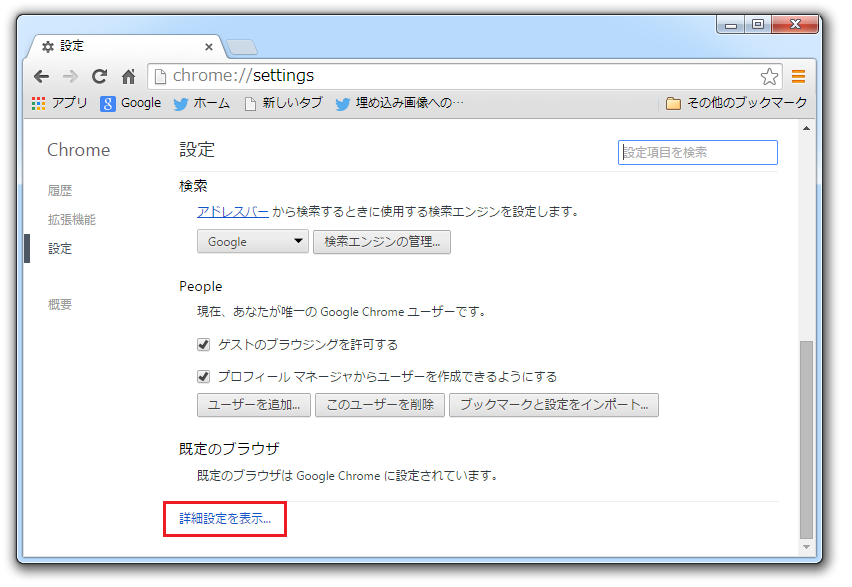 設定
chrome://settings
アプリ Google ホーム 新しいタブ 埋め込み画像への… その他のブックマーク
Chrome
履歴
拡張機能
設定
概要
設定
設定項目を検索
検索
アドレスバー から検索するときに使用する検索エンジンを設定します。
Google 検索エンジンの管理...
People
現在、あなたが唯一の Google Chrome ユーザーです。
ゲストのブラウジングを許可する
プロフィール マネージャからユーザーを作成できるようにする
ユーザーを追加... このユーザーを削除 ブックマークと設定をインポート...
既定のブラウザ
既定のブラウザは Google Chrome に設定されています。
詳細設定を表示...